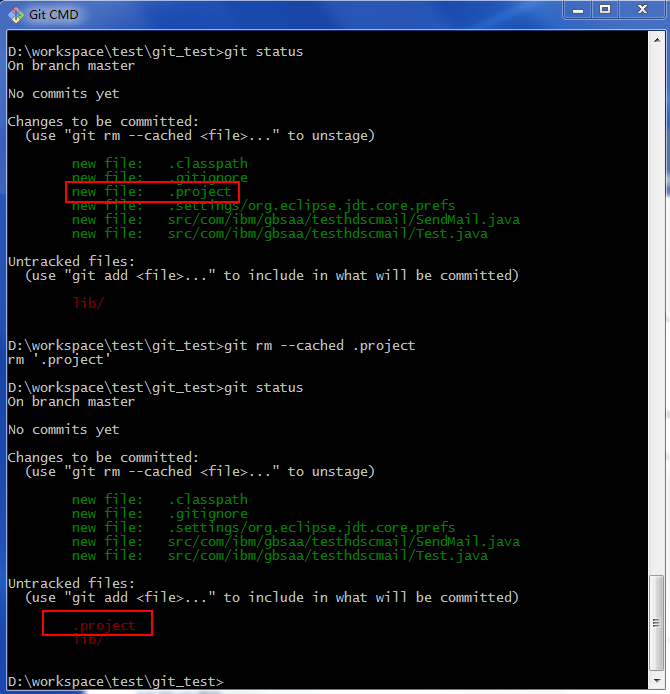 Git CMD
D:\workspace\test\git_test>git status
On branch master
No commits yet
Changes to be committed:
(use "git rm --cached <file>..." to unstage)
new file: .classpath
new file: .gitignore
new file: .project
new file: .settings/org.eclipse.jdt.core.prefs
new file: src/com/ibm/gbsaa/testhdscmail/SendMail.java
new file: src/com/ibm/gbsaa/testhdscmail/Test.java
Untracked files:
(use "git add <file>..." to include in what will be committed)
lib/
D:\workspace\test\git_test>git rm --cached .project
rm '.project'
D:\workspace\test\git_test>git status
On branch master
No commits yet
Changes to be committed:
(use "git rm --cached <file>..." to unstage)
new file: .classpath
new file: .gitignore
new file: .settings/org.eclipse.jdt.core.prefs
new file: src/com/ibm/gbsaa/testhdscmail/SendMail.java
new file: src/com/ibm/gbsaa/testhdscmail/Test.java
Untracked files:
(use "git add <file>..." to include in what will be committed)
.project
lib/
D:\workspace\test\git_test>